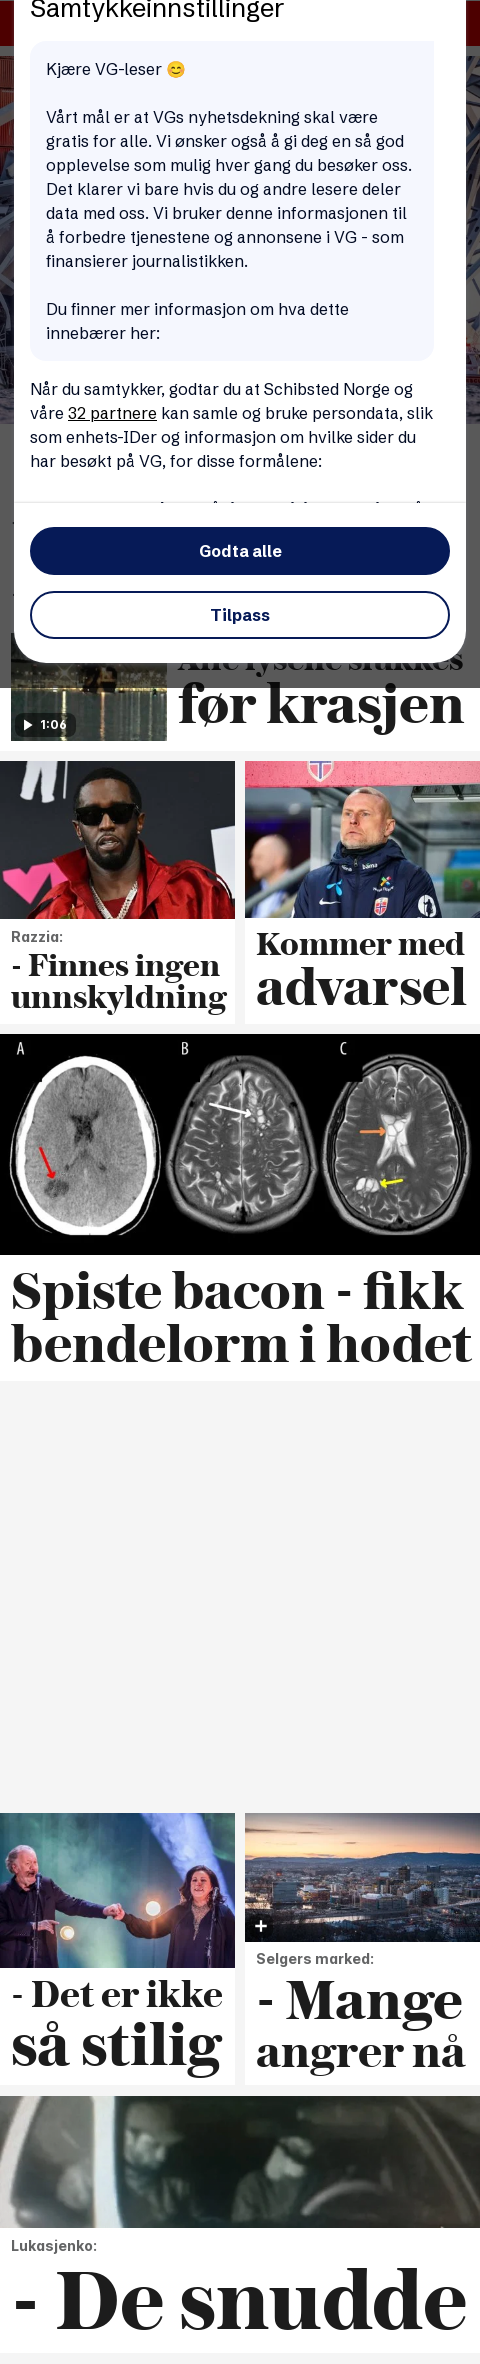 Samtykkeinnstillinger
Kjære VG-leser 😊
Vårt mål er at VGs nyhetsdekning skal være
gratis for alle. Vi ønsker også å gi deg en så god
opplevelse som mulig hver gang du besøker oss.
Det klarer vi bare hvis du og andre lesere deler
data med oss. Vi bruker denne informasjonen til
å forbedre tjenestene og annonsene i VG - som
finansierer journalistikken.
Du finner mer informasjon om hva dette
innebærer her:
Når du samtykker, godtar du at Schibsted Norge og
våre 32 partnere kan samle og bruke persondata, slik
som enhets-IDer og informasjon om hvilke sider du
har besøkt på VG, for disse formålene:
Godta alle
Tilpass
Alle lysene slukkes
før krasjen
1:06
Razzia:
- Finnes ingen
unnskyldning
Kommer med
advarsel
A B C
Spiste bacon - fikk
bendelorm i hodet
- Det er ikke
så stilig
Selgers marked:
- Mange
angrer nå
Lukasjenko:
- De snudde